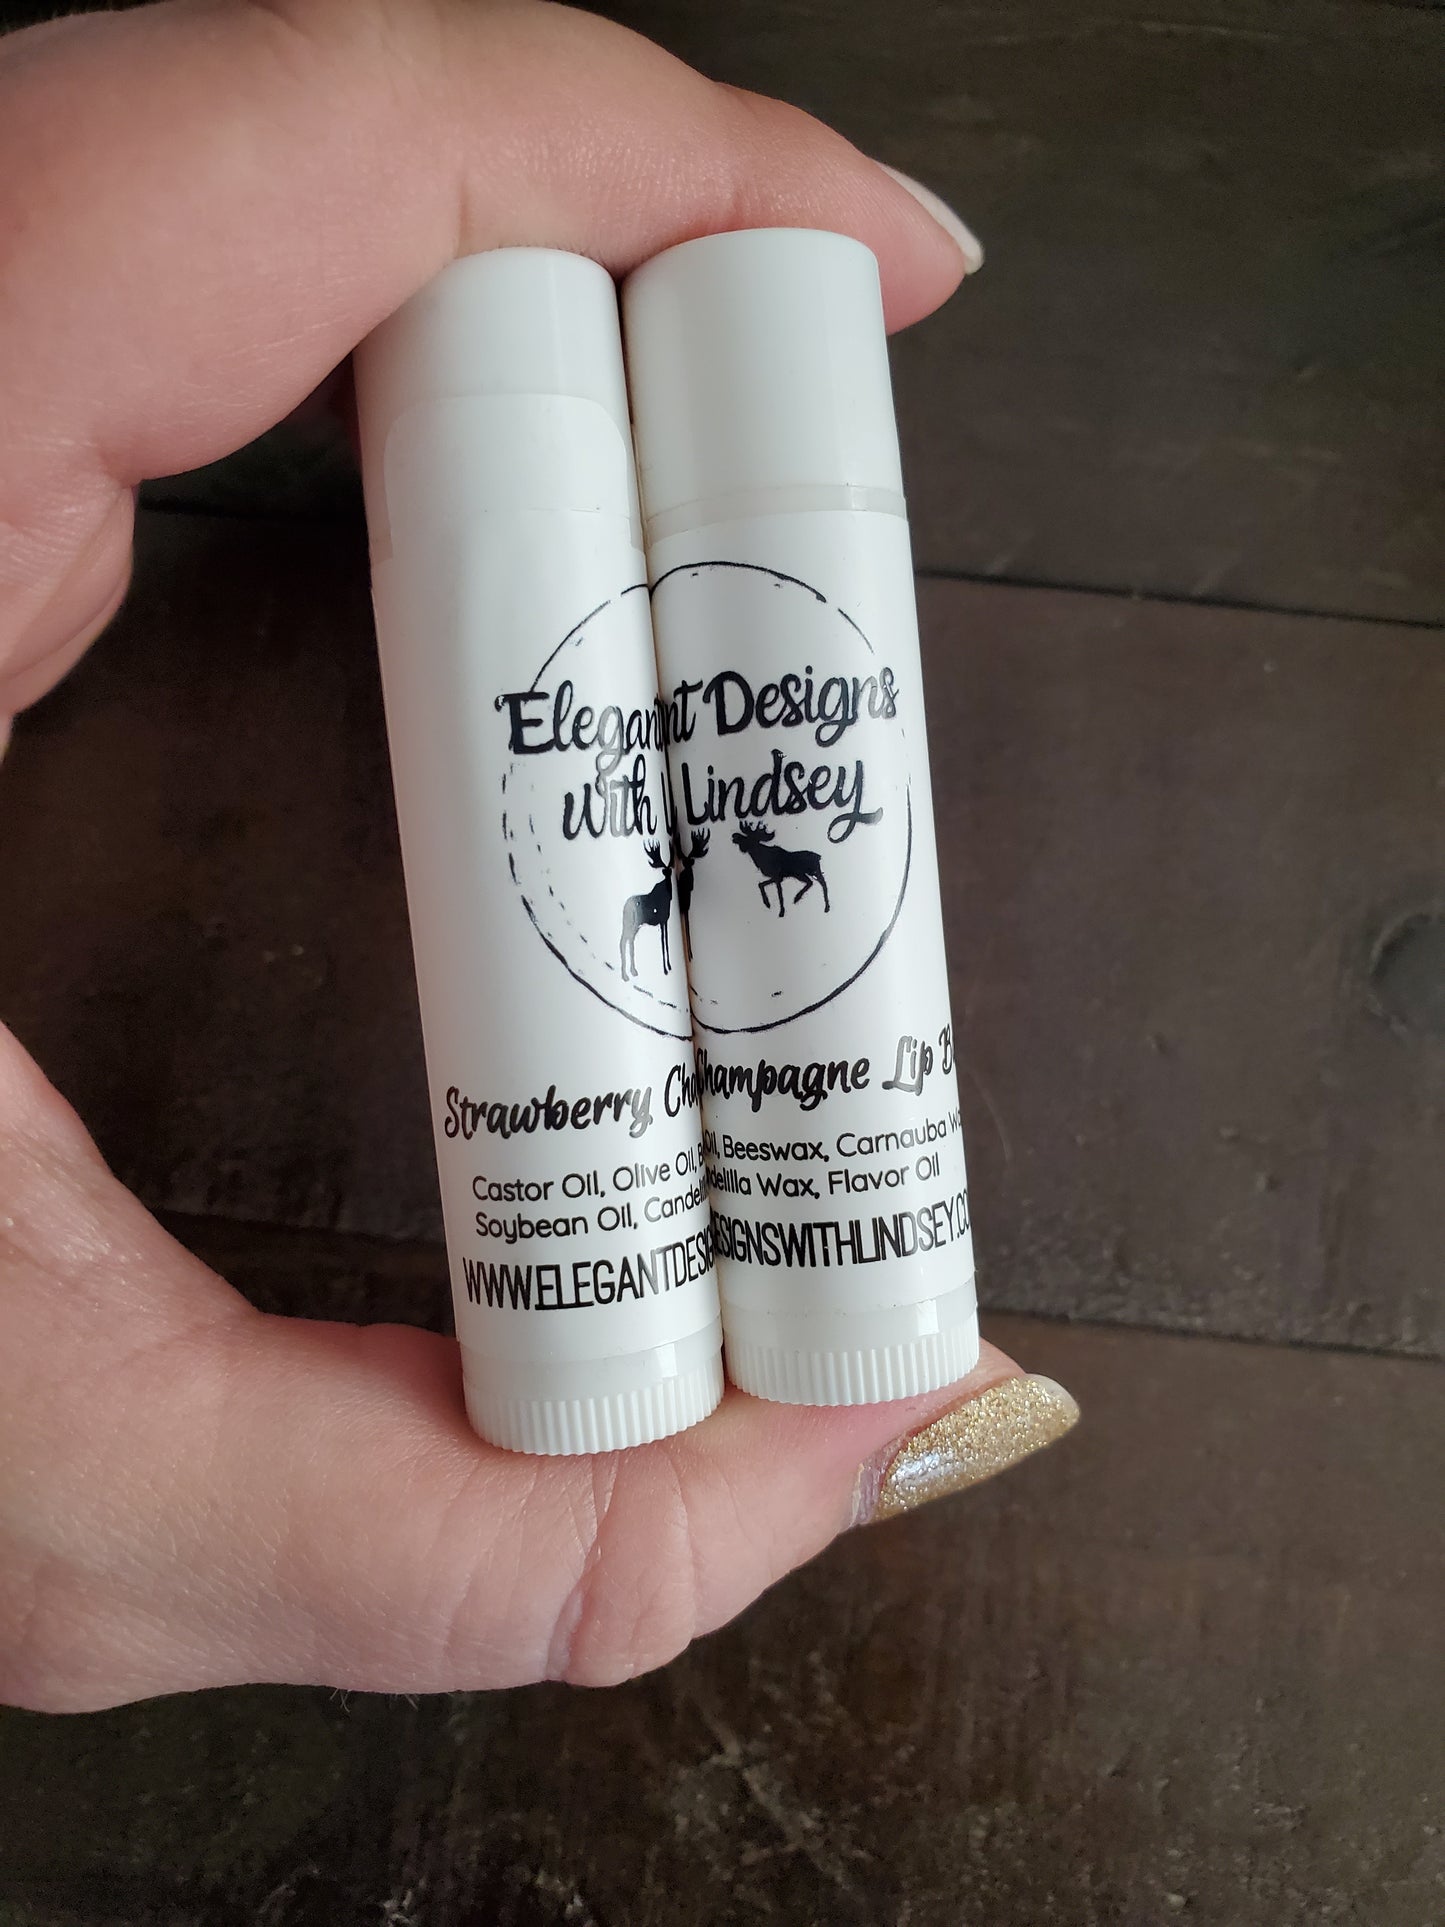 Elegant Designs
with Lindsey
Strawberry Champagne Lip
Castor Oil, Olive Oil, Beeswax, Carnauba
Soybean Oil, Candelilla Wax, Flavor Oil
WWW.ELEGANTDESIGNSWITHLINDSEY.CO